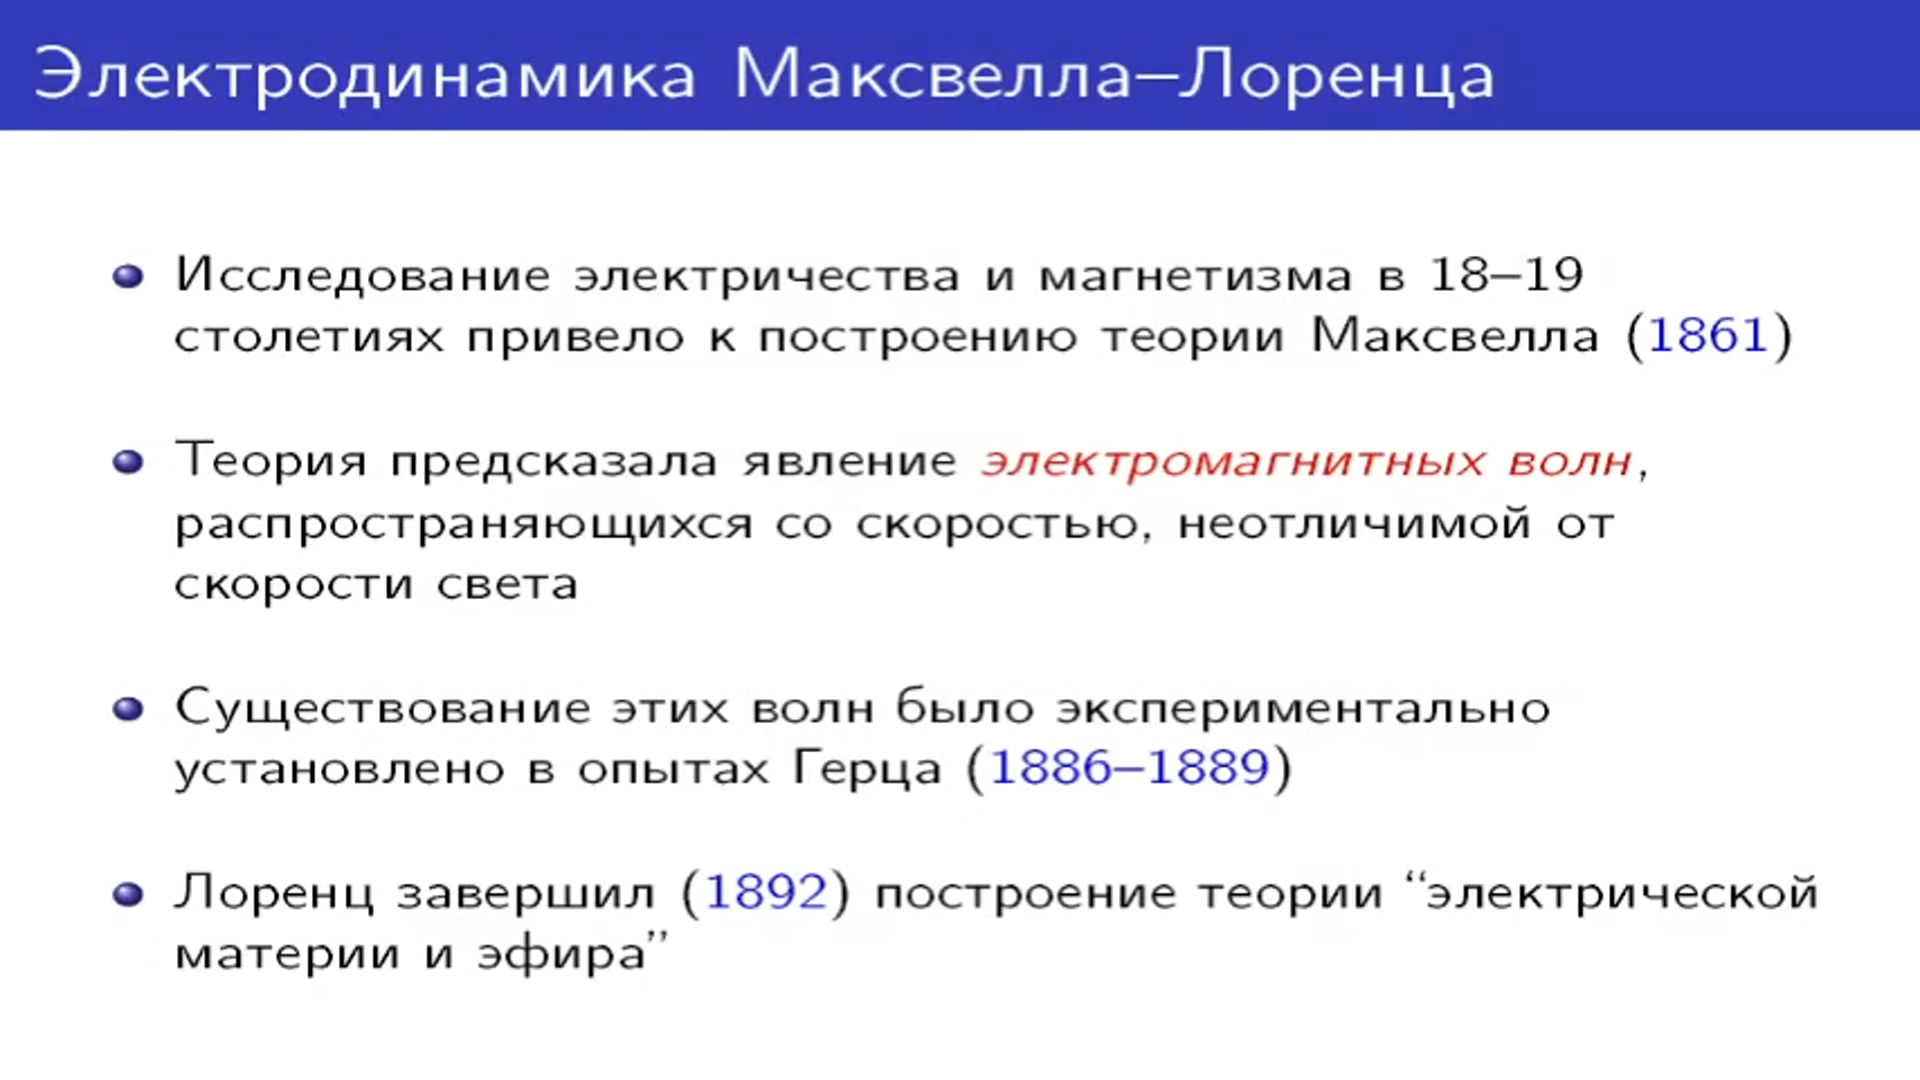 Электродинамика Максвелла–Лоренца
Исследование электричества и магнетизма в 18–19
столетиях привело к построению теории Максвелла (1861)
Теория предсказала явление электромагнитных волн,
распространяющихся со скоростью, неотличимой от
скорости света
Существование этих волн было экспериментально
установлено в опытах Герца (1886–1889)
Лоренц завершил (1892) построение теории “электрической
материи и эфира”